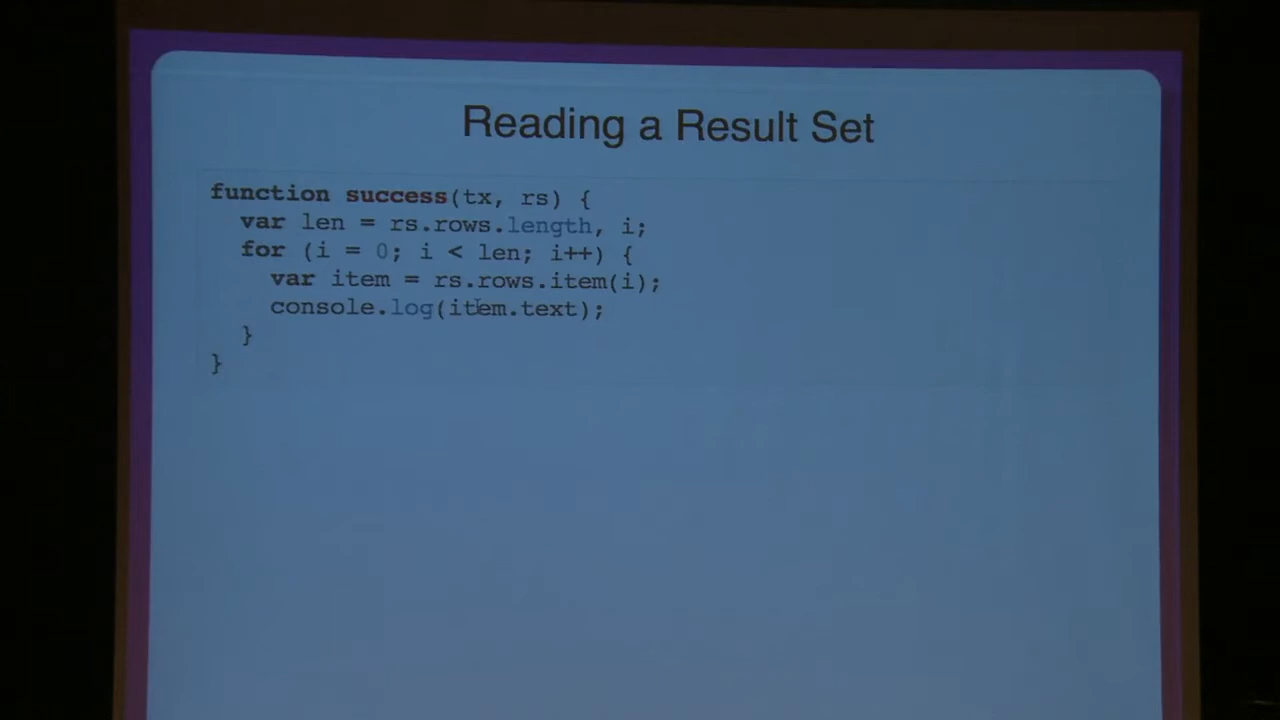 Reading a Result Set
function success(tx, rs) {
  var len = rs.rows.length, i;
  for (i = 0; i < len; i++) {
    var item = rs.rows.item(i);
    console.log(item.text);
  }
}